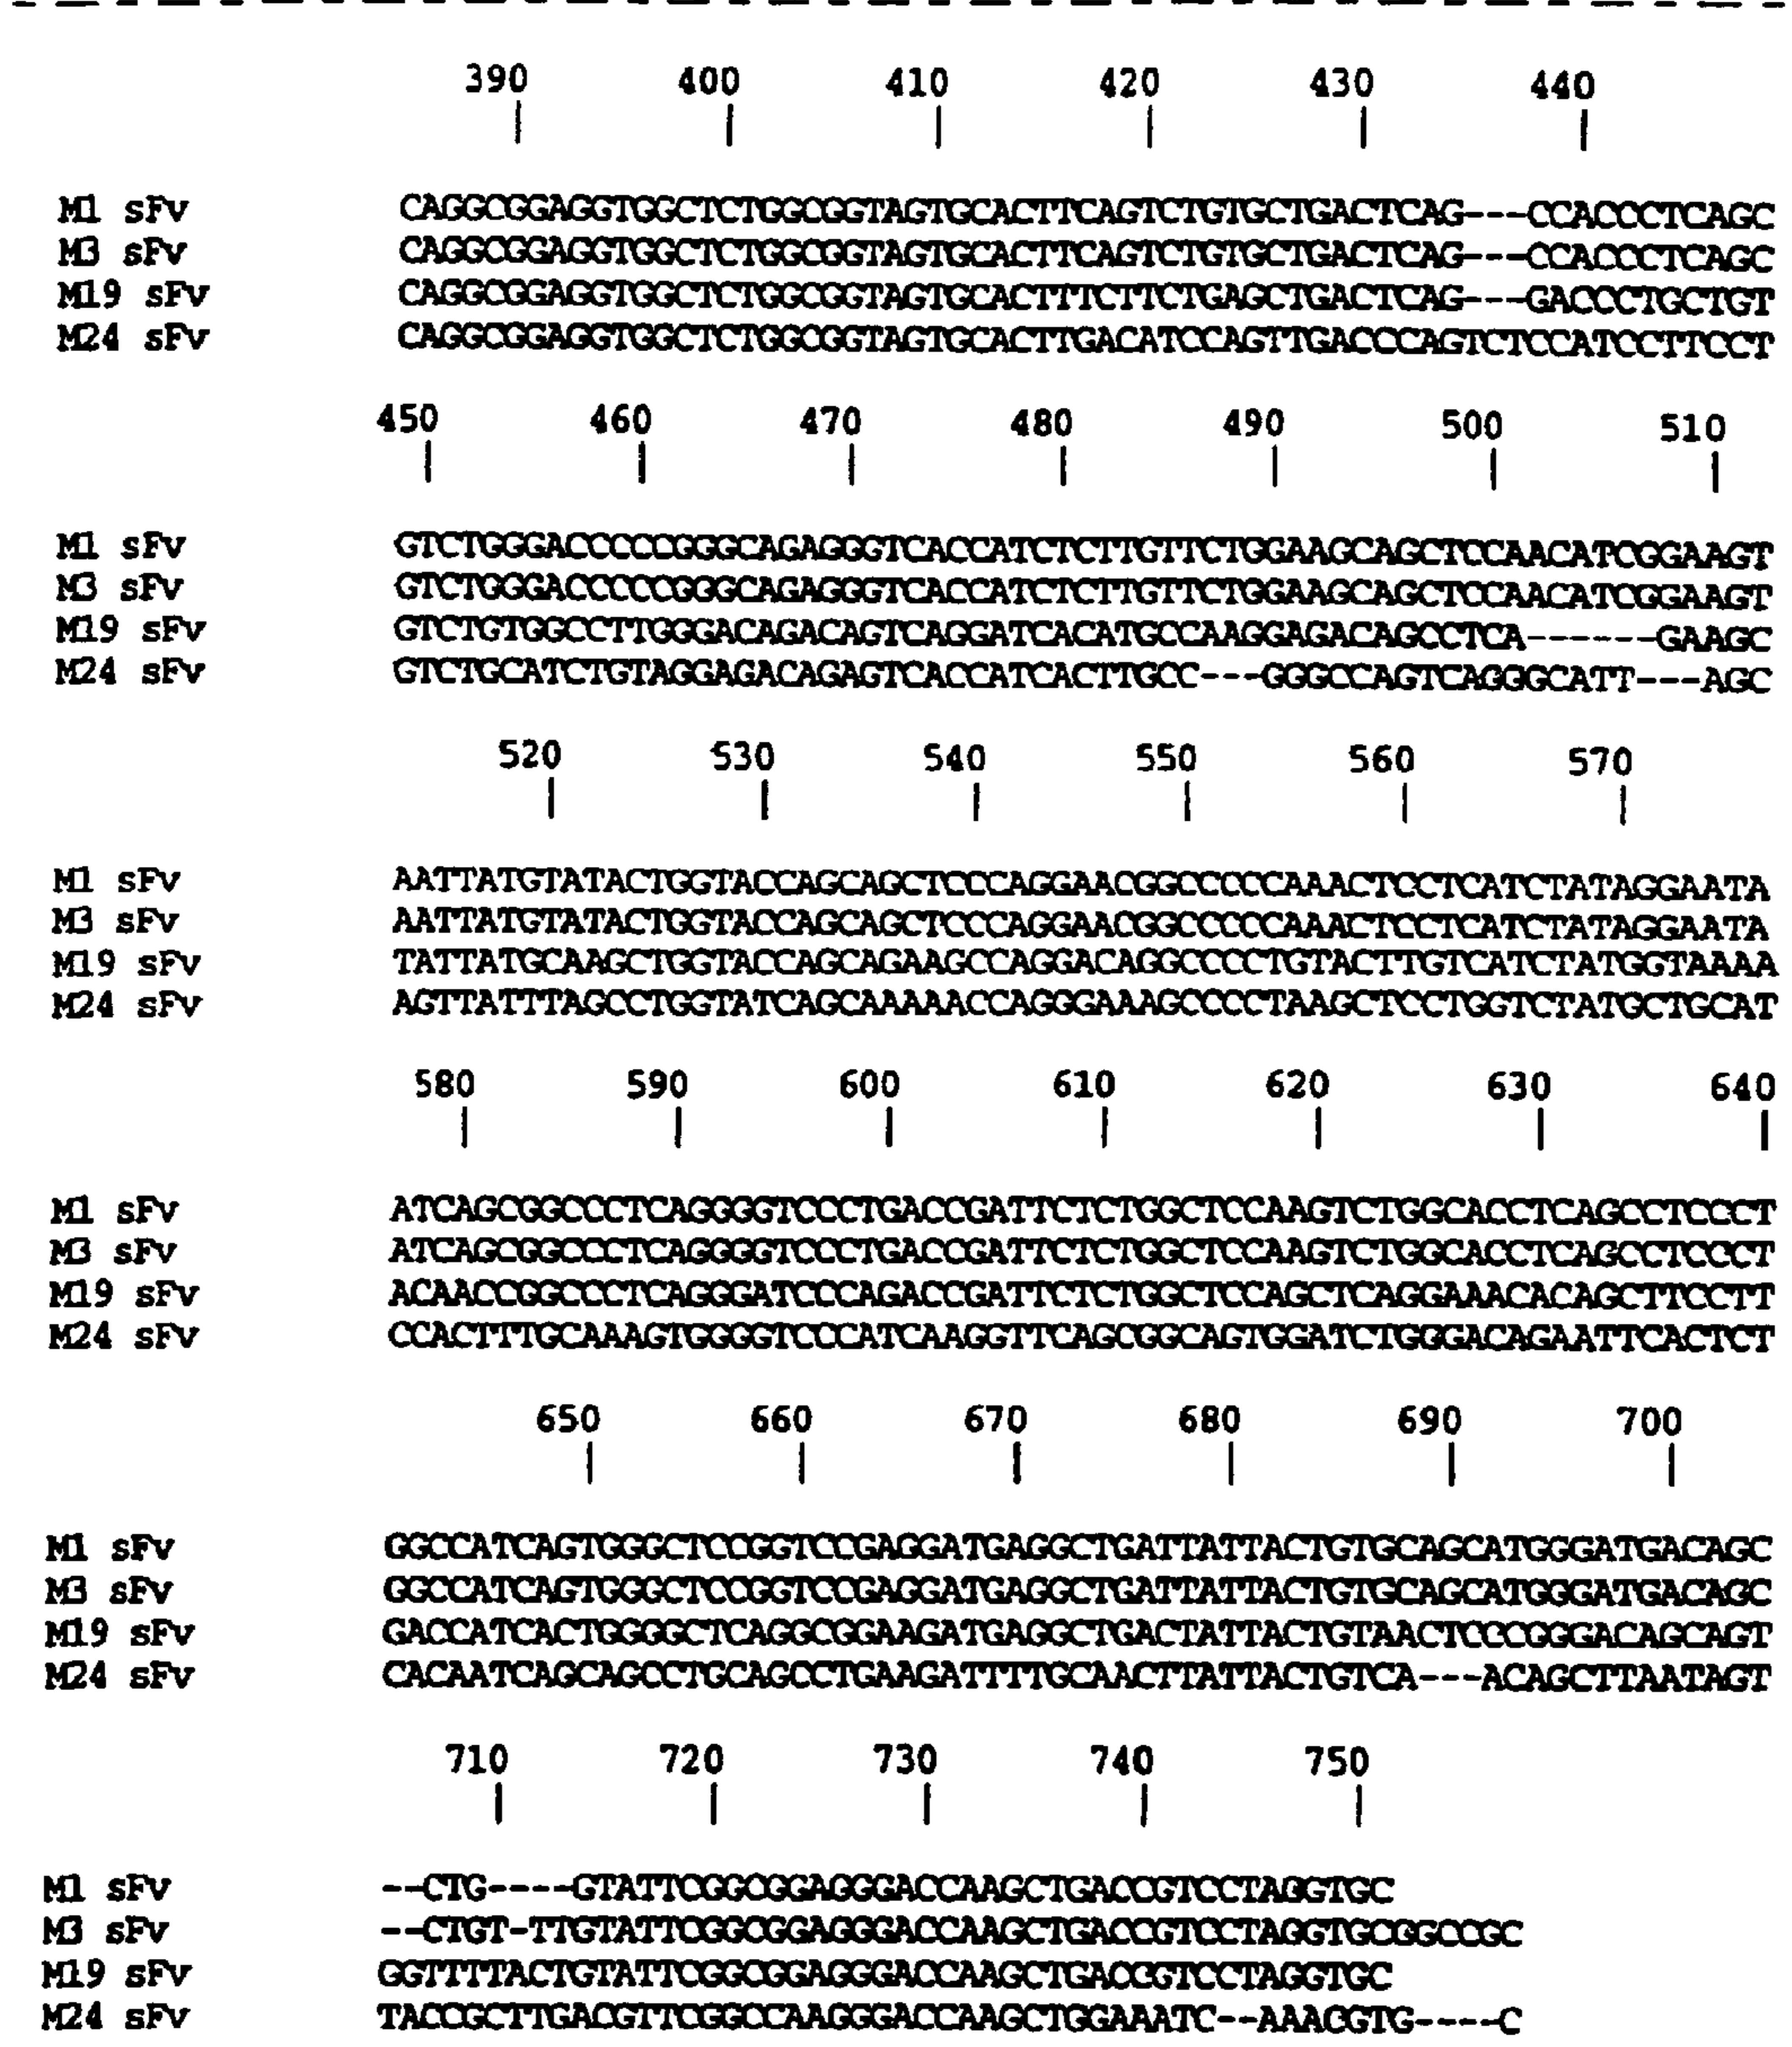 390 400 410 420 430 440
M1 sFv CAGGCGGAGGTGGCTCTGGCGGTAGTGCACTTCAGTCTGTGCTGACTCAG---CCACCCTCAGC
M3 sFv CAGGCGGAGGTGGCTCTGGCGGTAGTGCACTTCAGTCTGTGCTGACTCAG---CCACCCTCAGC
M19 sFv CAGGCGGAGGTGGCTCTGGCGGTAGTGCACTTTCTTCTGAGCTGACTCAG---GACCCTGCTGT
M24 sFv CAGGCGGAGGTGGCTCTGGCGGTAGTGCACTTGACATCCAGTTGACCCAGTCTCCATCCTTCCT
450 460 470 480 490 500 510
M1 sFv GTCTGGGACCCCCGGGCAGAGGGTCACCATCTCTTGTTCTGGAAGCAGCTCCAACATCGGAAGT
M3 sFv GTCTGGGACCCCCGGGCAGAGGGTCACCATCTCTTGTTCTGGAAGCAGCTCCAACATCGGAAGT
M19 sFv GTCTGTGGCCTTGGGACAGACAGTCAGGATCACATGCCAAGGAGACAGCCTCA------GAAGC
M24 sFv GTCTGCATCTGTAGGAGACAGAGTCACCATCACTTGCC---GGGCCAGTCAGGGCATT---AGC
520 530 540 550 560 570
M1 sFv AATTATGTATACTGGTACCAGCAGCTCCCAGGAACGGCCCCCAAACTCCTCATCTATAGGAATA
M3 sFv AATTATGTATACTGGTACCAGCAGCTCCCAGGAACGGCCCCCAAACTCCTCATCTATAGGAATA
M19 sFv TATTATGCAAGCTGGTACCAGCAGAAGCCAGGACAGGCCCCTGTACTTGTCATCTATGGTAAAA
M24 sFv AGTTATTTAGCCTGGTATCAGCAAAAACCAGGGAAAGCCCCTAAGCTCCTGGTCTATGCTGCAT
580 590 600 610 620 630 640
M1 sFv ATCAGCGGCCCTCAGGGGTCCCTGACCGATTCTCTGGCTCCAAGTCTGGCACCTCAGCCTCCCT
M3 sFv ATCAGCGGCCCTCAGGGGTCCCTGACCGATTCTCTGGCTCCAAGTCTGGCACCTCAGCCTCCCT
M19 sFv ACAACCGGCCCTCAGGGATCCCAGACCGATTCTCTGGCTCCAGCTCAGGAAACACAGCTTCCTT
M24 sFv CCACTTTGCAAAGTGGGGTCCCATCAAGGTTCAGCGGCAGTGGATCTGGGACAGAATTCACTCT
650 660 670 680 690 700
M1 sFv GGCCATCAGTGGGCTCCGGTCCGAGGATGAGGCTGATTATTACTGTGCAGCATGGGATGACAGC
M3 sFv GGCCATCAGTGGGCTCCGGTCCGAGGATGAGGCTGATTATTACTGTGCAGCATGGGATGACAGC
M19 sFv GACCATCACTGGGGCTCAGGCGGAAGATGAGGCTGACTATTACTGTAACTCCCGGGACAGCAGT
M24 sFv CACAATCAGCAGCCTGCAGCCTGAAGATTTTGCAACTTATTACTGTCA---ACAGCTTAATAGT
710 720 730 740 750
M1 sFv --CTG----GTATTCGGCGGAGGGACCAAGCTGACCGTCCTAGGTGC
M3 sFv --CTGT-TTGTATTCGGCGGAGGGACCAAGCTGACCGTCCTAGGTGCGGCCGC
M19 sFv GGTTTTACTGTATTCGGCGGAGGGACCAAGCTGACCGTCCTAGGTGC
M24 sFv TACCGCTTGACGTTCGGCCAAGGGACCAAGCTGGAAATC--AAACGTG----C